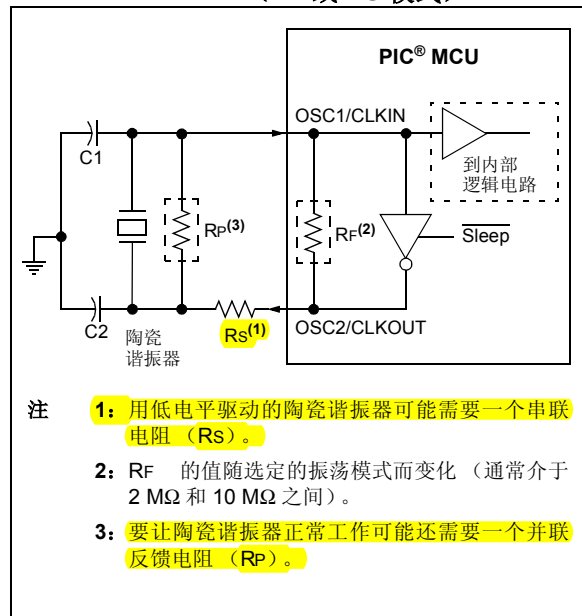 PIC® MCU
OSC1/CLKIN
C1
到内部
逻辑电路
RP(3)
RF(2)
Sleep
C2
陶瓷
谐振器
RS(1)
OSC2/CLKOUT
注 1：用低电平驱动的陶瓷谐振器可能需要一个串联
电阻（RS）。
2：RF 的值随选定的振荡模式而变化（通常介于
2 MΩ 和 10 MΩ 之间）。
3：要让陶瓷谐振器正常工作可能还需要一个并联
反馈电阻（RP）。